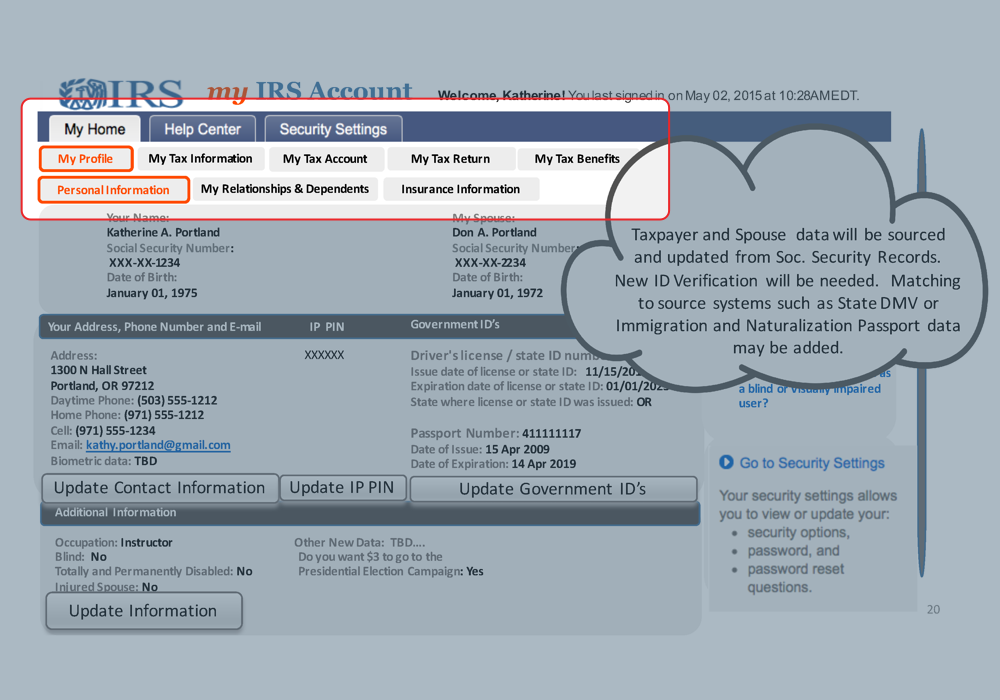 IRS my IRS Account Welcome, Katherine! You last signed in on May 02, 2015 at 10:28AM EDT.
My Home Help Center Security Settings
My Profile My Tax Information My Tax Account My Tax Return My Tax Benefits
Personal Information My Relationships & Dependents Insurance Information
Your Name: My Spouse:
Katherine A. Portland Don A. Portland
Social Security Number: Social Security Number:
XXX-XX-1234 XXX-XX-2234
Date of Birth: Date of Birth:
January 01, 1975 January 01, 1972
Taxpayer and Spouse data will be sourced
and updated from Soc. Security Records.
New ID Verification will be needed. Matching
to source systems such as State DMV or
Immigration and Naturalization Passport data
may be added.
Your Address, Phone Number and E-mail IP PIN Government ID's
Address:
1300 N Hall Street
Portland, OR 97212
Daytime Phone: (503) 555-1212
Home Phone: (971) 555-1212
Cell: (971) 555-1234
Email: kathy.portland@gmail.com
Biometric data: TBD
XXXXXX
Driver's license / state ID
Issue date of license or state ID:
Expiration date of license or state ID:
State where license or state ID was issued: OR
Passport Number: 411111117
Date of Issue: 15 Apr 2009
Date of Expiration: 14 Apr 2019
as
a blind or visually impaired
user?
Update Contact Information Update IP PIN Update Government ID's
Go to Security Settings
Your security settings allows
you to view or update your:
• security options,
• password, and
• password reset
questions.
Additional Information
Occupation: Instructor
Blind: No
Totally and Permanently Disabled: No
Injured Spouse: No
Other New Data: TBD....
Do you want $3 to go to the
Presidential Election Campaign: Yes
Update Information
20